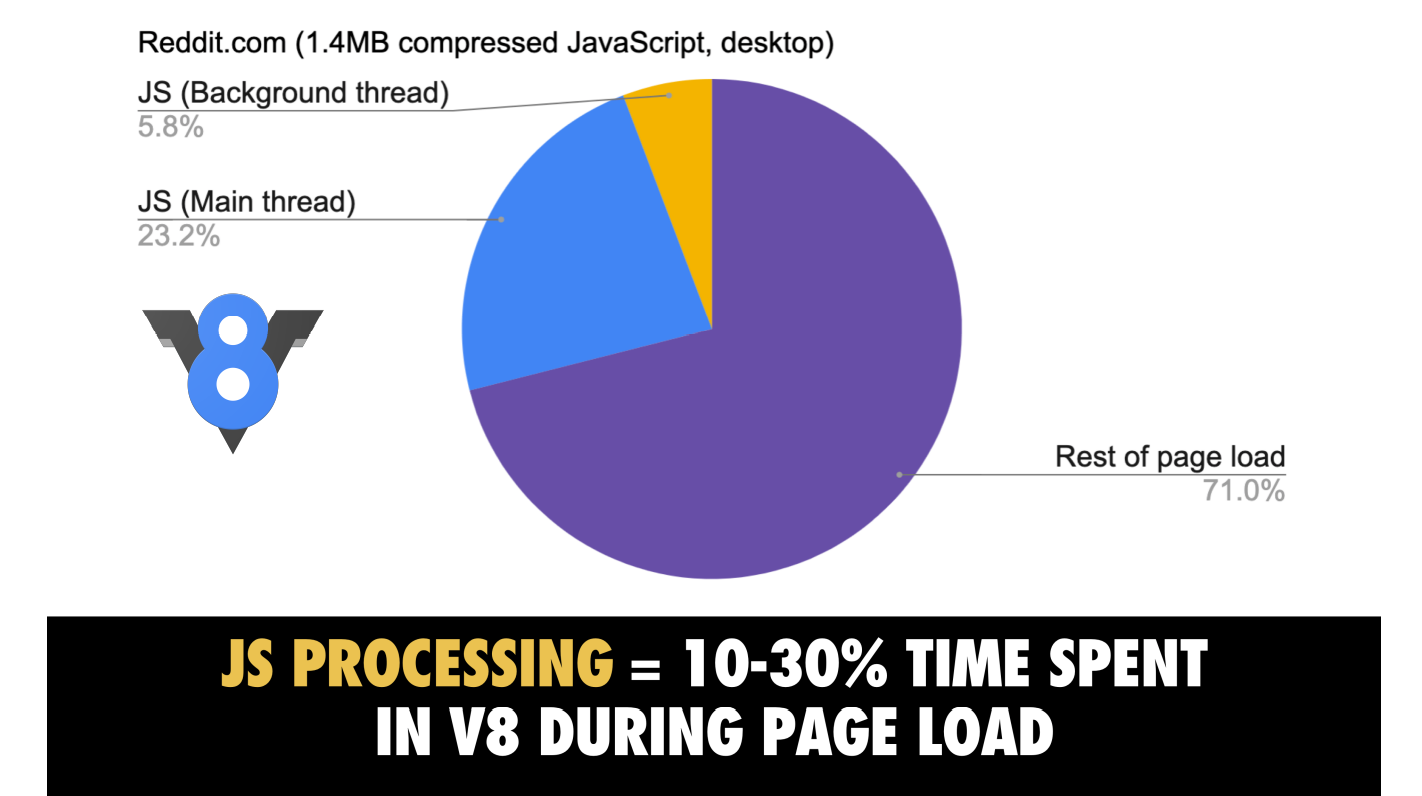 Reddit.com (1.4MB compressed JavaScript, desktop)
JS (Background thread)
5.8%
JS (Main thread)
23.2%
8
Rest of page load
71.0%
JS PROCESSING = 10-30% TIME SPENT
IN V8 DURING PAGE LOAD